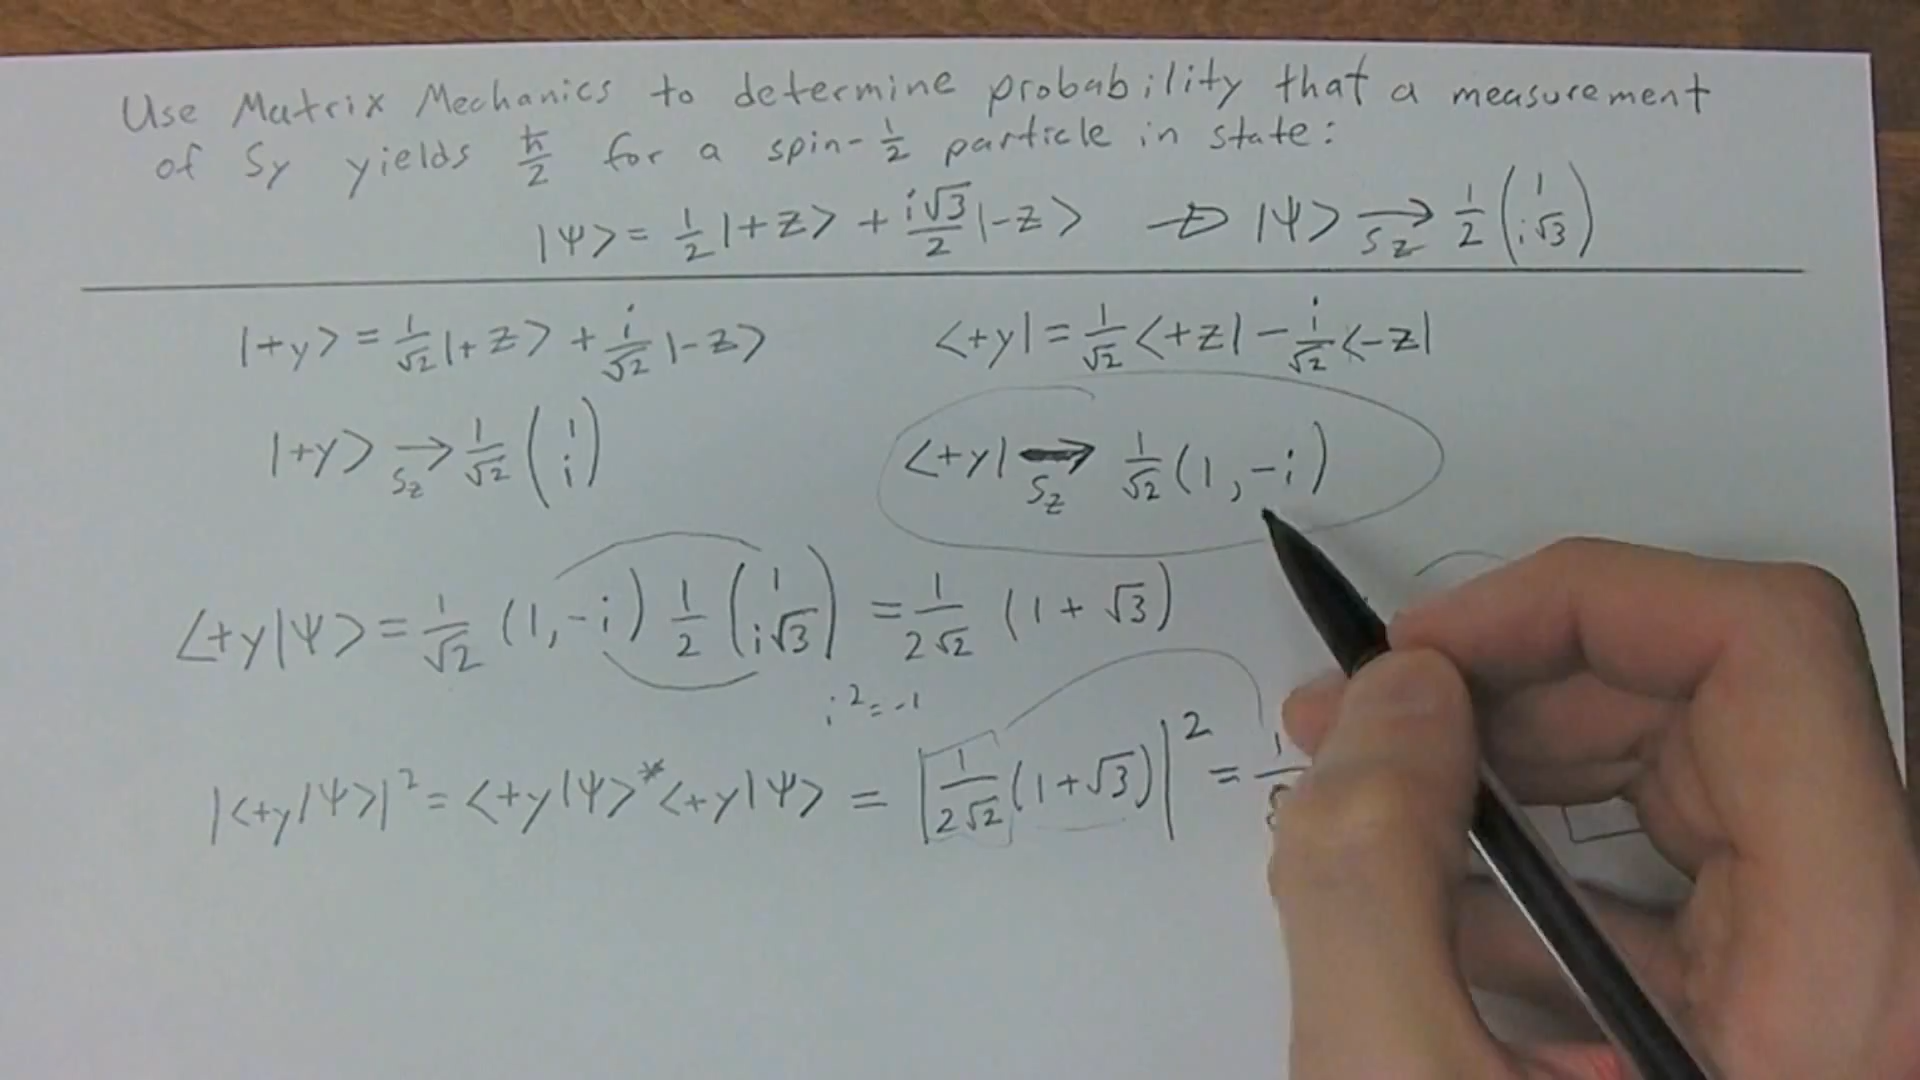 Use Matrix Mechanics to determine probability that a measurement
of Sy yields ħ/2 for a spin-1/2 particle in state:
|Ψ> = 1/2 |+z> + i√3/2 |-z> → |Ψ> →Sz 1/2 (1 i√3)
|+y> = 1/√2 |+z> + i/√2 |-z>
<+y| = 1/√2 <+z| - i/√2 <-z|
|+y> →Sz 1/√2 (1 i)
<+y| →Sz 1/√2 (1, -i)
<+y|Ψ> = 1/√2 (1, -i) 1/2 (1 i√3) = 1/2√2 (1 + √3)
i² = -1
|<+y|Ψ>|² = <+y|Ψ>* <+y|Ψ> = |1/2√2 (1 + √3)|² = 1/8